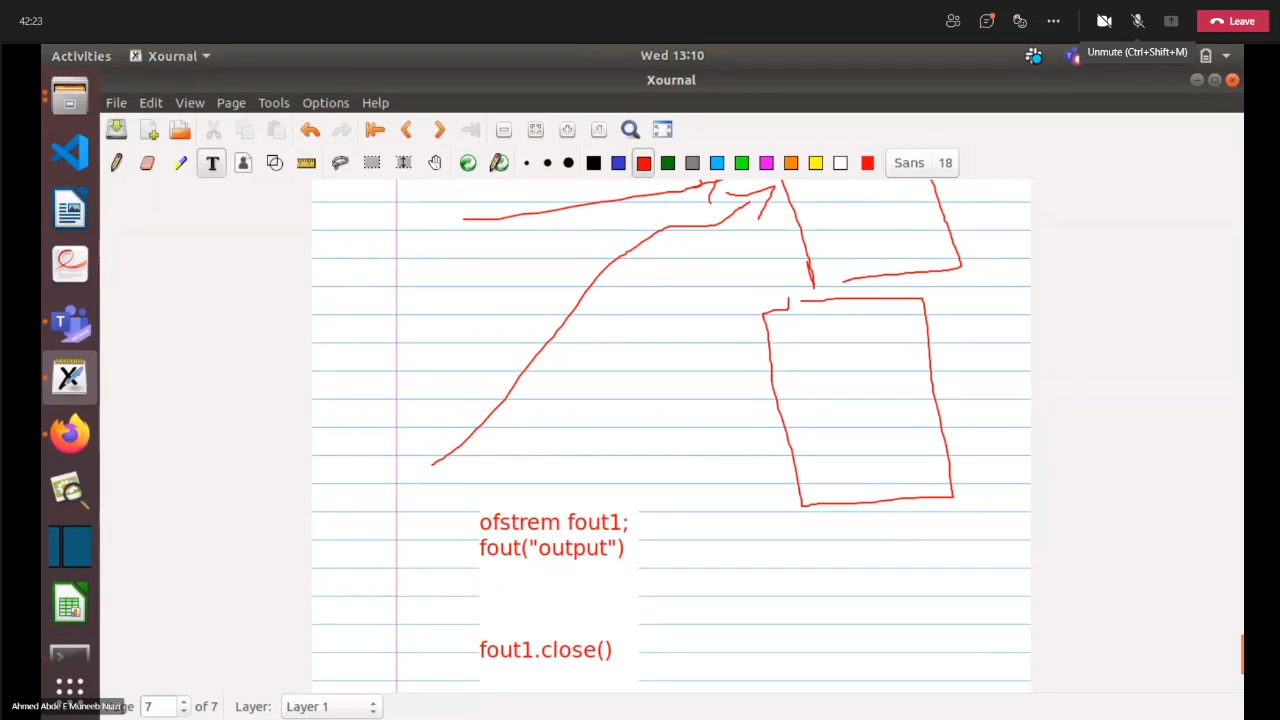 42:23
Leave
Activities
Xournal
Wed 13:10
Unmute (Ctrl+Shift+M)
Xournal
File Edit View Page Tools Options Help
T
Sans 18
ofstrem fout1;
fout("output")
fout1.close()
Ahmed Abde E Muneeb Niazi
7 of 7 Layer: Layer 1